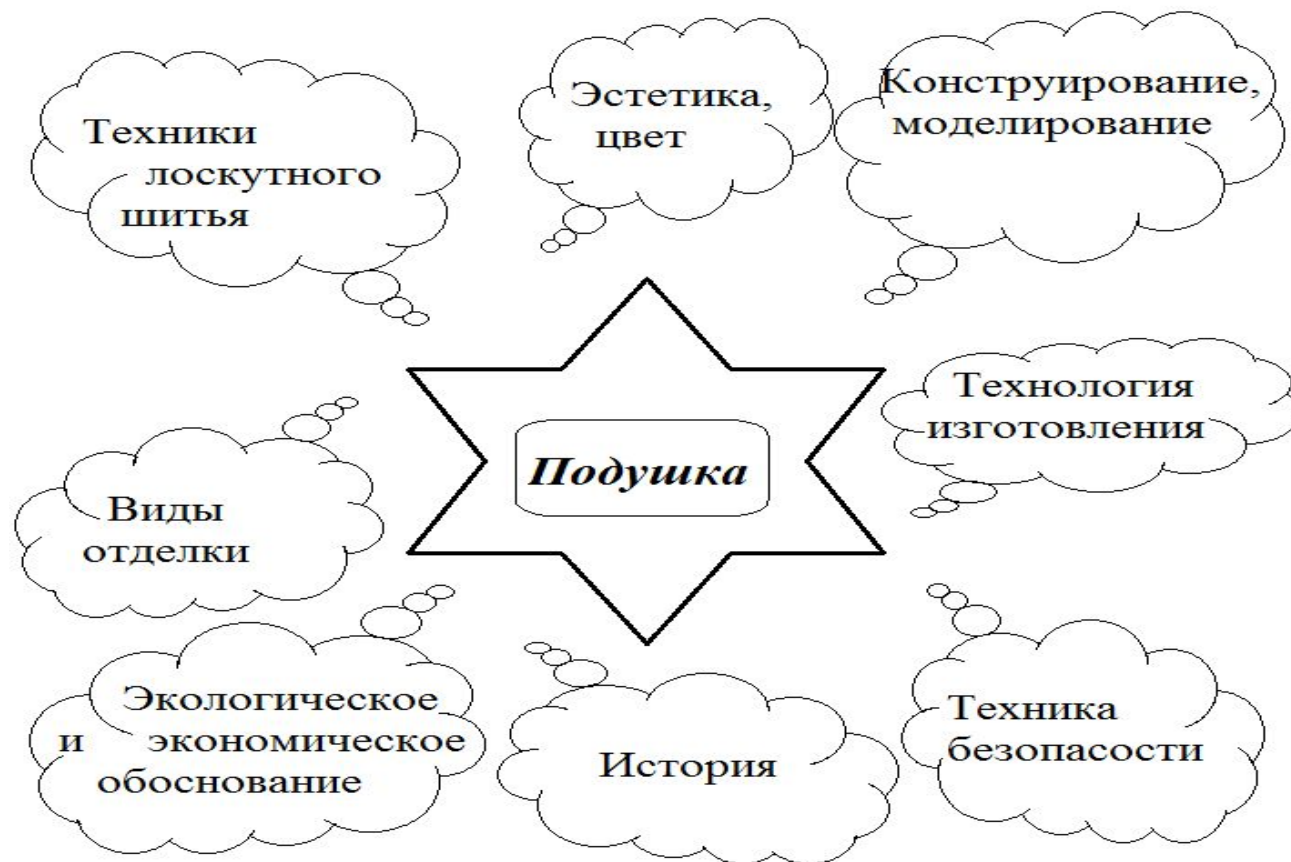 Техники
лоскутного
шитья
Эстетика,
цвет
Конструирование,
моделирование
Технология
изготовления
Подушка
Виды
отделки
Экологическое
и экономическое
обоснование
История
Техника
безопасости